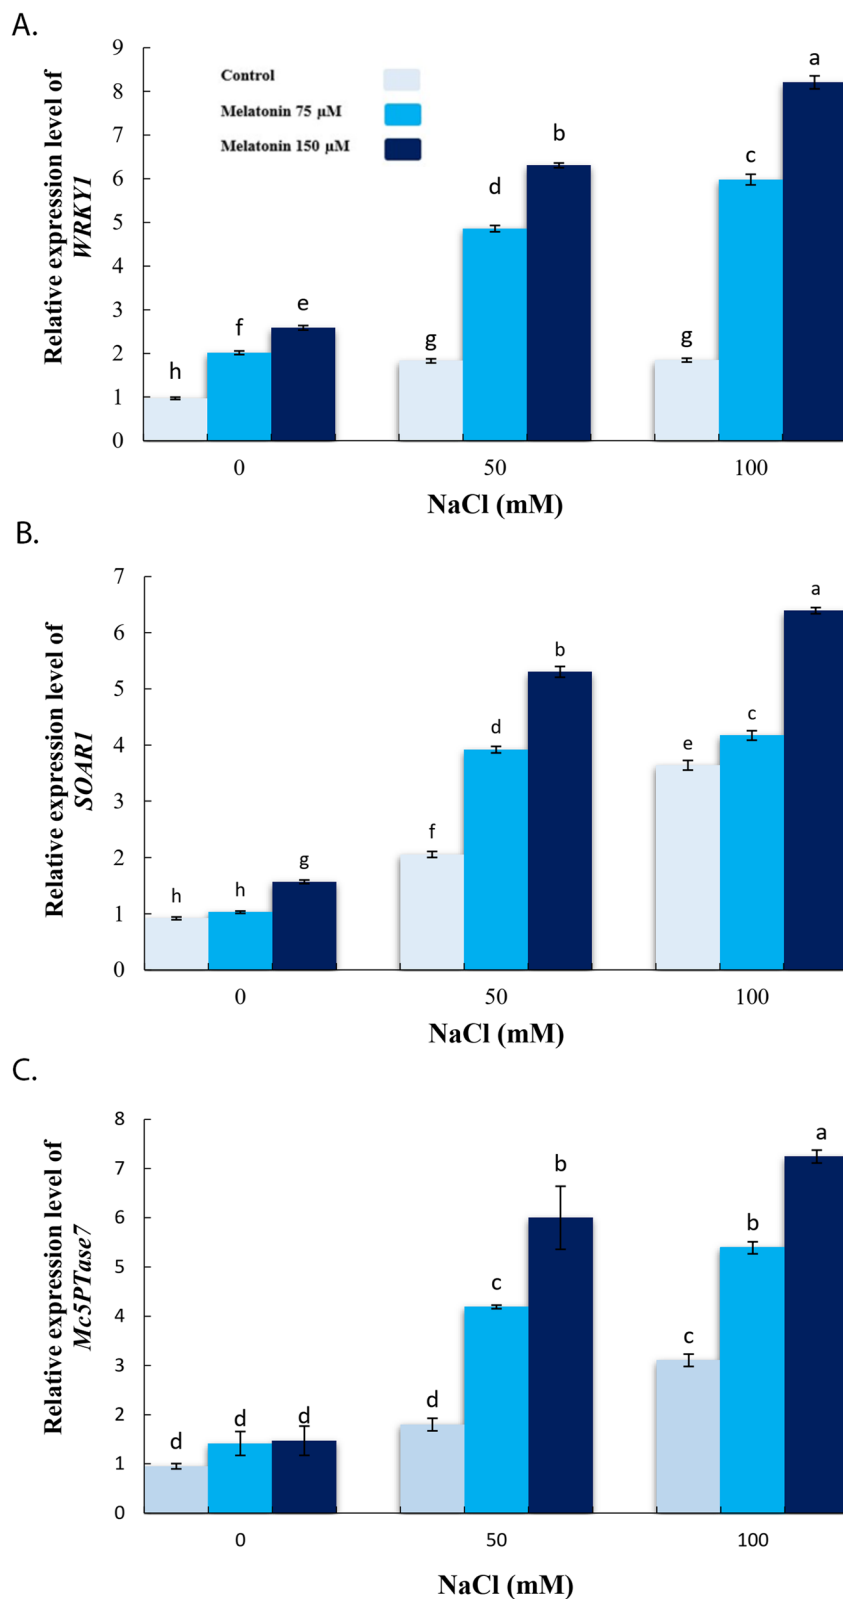 A.
Relative expression level of
WRKY1
9
8
7
6
5
4
3
2
1
0
Control
Melatonin 75 µM
Melatonin 150 µM
h
f
e
g
d
b
g
c
a
0 50 100
NaCl (mM)
B.
Relative expression level of
SOAR1
7
6
5
4
3
2
1
0
h
h
g
f
d
b
e
c
a
0 50 100
NaCl (mM)
C.
Relative expression level of
Mc5PTase7
8
7
6
5
4
3
2
1
0
d
d
d
d
c
b
c
b
a
0 50 100
NaCl (mM)